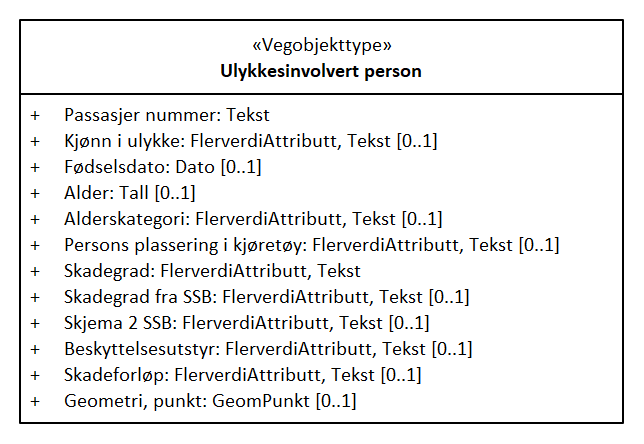 «Vegobjekttype»
Ulykkesinvolvert person
+ Passasjer nummer: Tekst
+ Kjønn i ulykke: FlerverdiAttributt, Tekst [0..1]
+ Fødselsdato: Dato [0..1]
+ Alder: Tall [0..1]
+ Alderskategori: FlerverdiAttributt, Tekst [0..1]
+ Persons plassering i kjøretøy: FlerverdiAttributt, Tekst [0..1]
+ Skadegrad: FlerverdiAttributt, Tekst
+ Skadegrad fra SSB: FlerverdiAttributt, Tekst [0..1]
+ Skjema 2 SSB: FlerverdiAttributt, Tekst [0..1]
+ Beskyttelsesutstyr: FlerverdiAttributt, Tekst [0..1]
+ Skadeforløp: FlerverdiAttributt, Tekst [0..1]
+ Geometri, punkt: GeomPunkt [0..1]